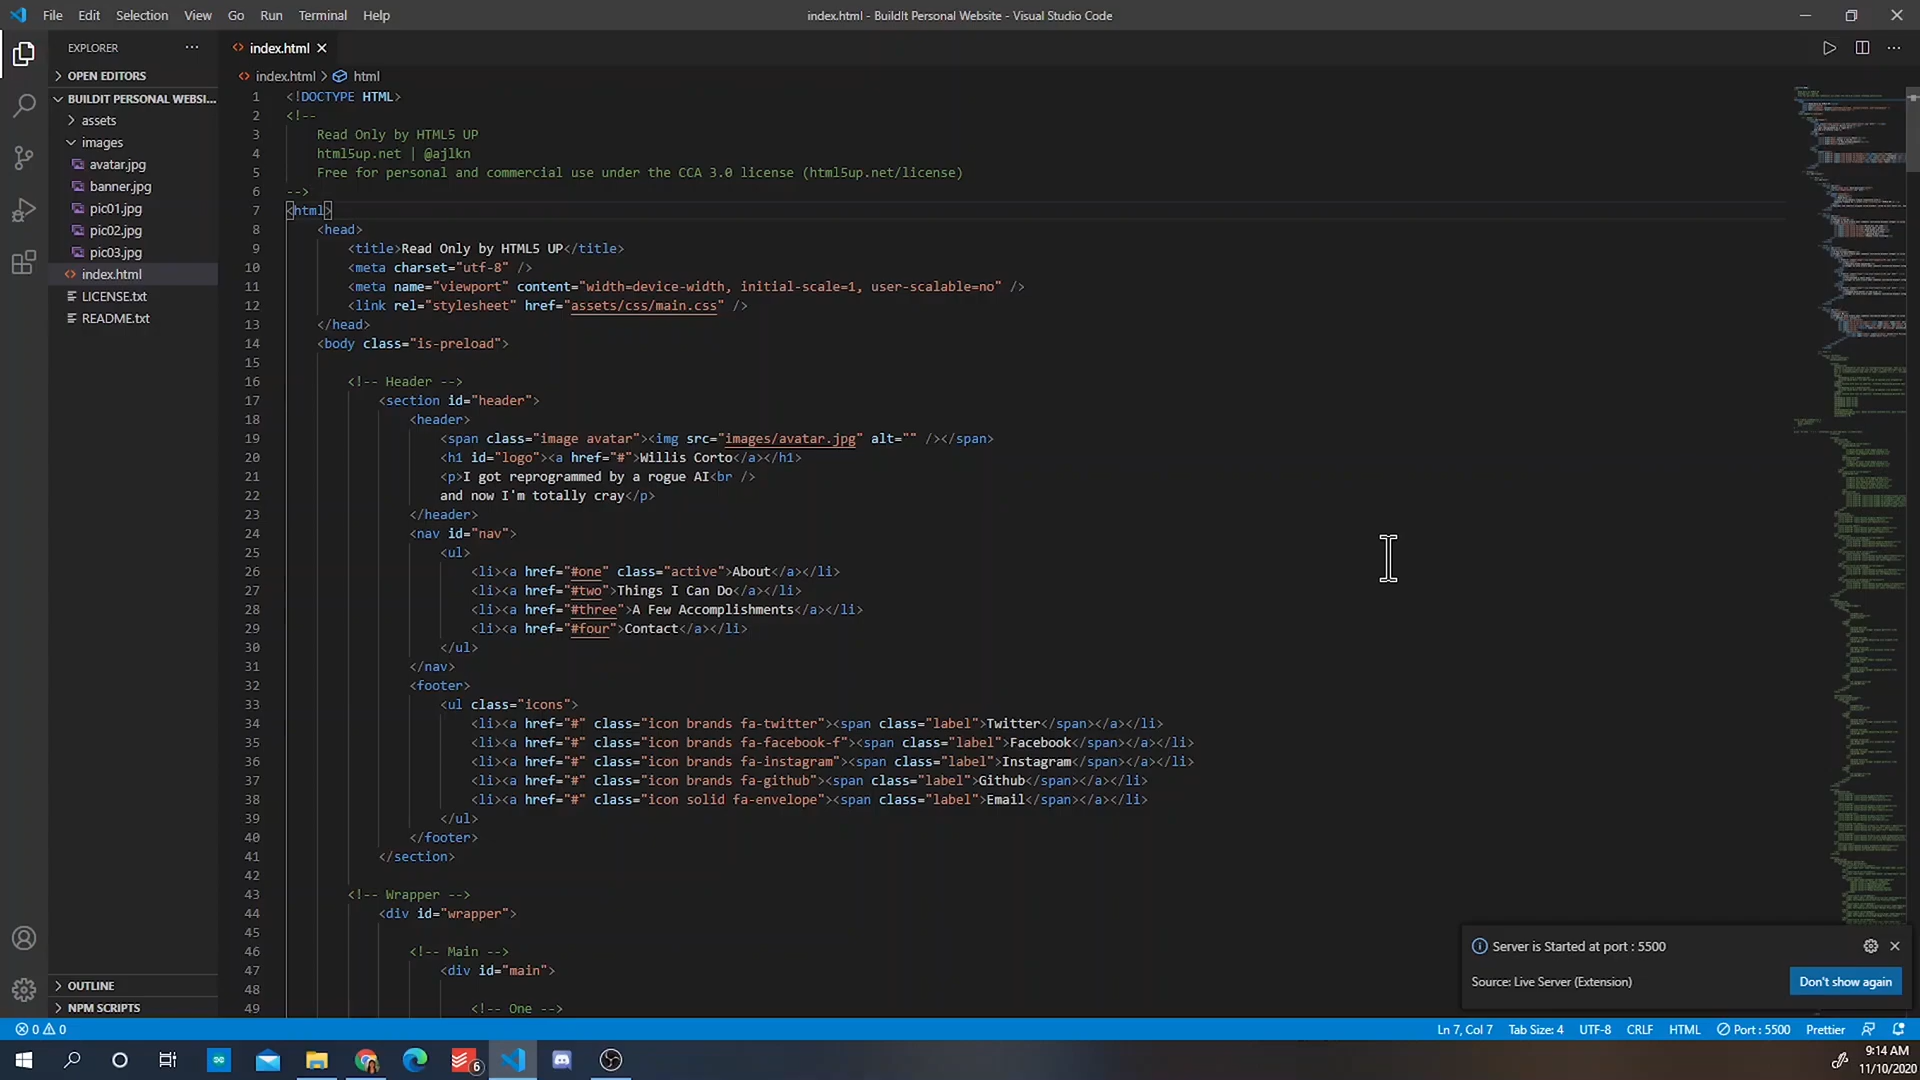 File Edit Selection View Go Run Terminal Help
index.html - BuildIt Personal Website - Visual Studio Code
EXPLORER ···
OPEN EDITORS
BUILDIT PERSONAL WEBSI...
assets
images
avatar.jpg
banner.jpg
pic01.jpg
pic02.jpg
pic03.jpg
index.html
LICENSE.txt
README.txt
OUTLINE
NPM SCRIPTS
index.html
index.html > html
1 <!DOCTYPE HTML>
2 <!--
3 Read Only by HTML5 UP
4 html5up.net | @ajlkn
5 Free for personal and commercial use under the CCA 3.0 license (html5up.net/license)
6 -->
7 <html>
8 <head>
9 <title>Read Only by HTML5 UP</title>
10 <meta charset="utf-8" />
11 <meta name="viewport" content="width=device-width, initial-scale=1, user-scalable=no" />
12 <link rel="stylesheet" href="assets/css/main.css" />
13 </head>
14 <body class="is-preload">
15
16 <!-- Header -->
17 <section id="header">
18 <header>
19 <span class="image avatar"><img src="images/avatar.jpg" alt="" /></span>
20 <h1 id="logo"><a href="#">Willis Corto</a></h1>
21 <p>I got reprogrammed by a rogue AI<br />
22 and now I'm totally cray</p>
23 </header>
24 <nav id="nav">
25 <ul>
26 <li><a href="#one" class="active">About</a></li>
27 <li><a href="#two">Things I Can Do</a></li>
28 <li><a href="#three">A Few Accomplishments</a></li>
29 <li><a href="#four">Contact</a></li>
30 </ul>
31 </nav>
32 <footer>
33 <ul class="icons">
34 <li><a href="#" class="icon brands fa-twitter"><span class="label">Twitter</span></a></li>
35 <li><a href="#" class="icon brands fa-facebook-f"><span class="label">Facebook</span></a></li>
36 <li><a href="#" class="icon brands fa-instagram"><span class="label">Instagram</span></a></li>
37 <li><a href="#" class="icon brands fa-github"><span class="label">Github</span></a></li>
38 <li><a href="#" class="icon solid fa-envelope"><span class="label">Email</span></a></li>
39 </ul>
40 </footer>
41 </section>
42
43 <!-- Wrapper -->
44 <div id="wrapper">
45
46 <!-- Main -->
47 <div id="main">
48
49 <!-- One -->
Server is Started at port : 5500
Source: Live Server (Extension)
Don't show again
0 0
Ln 7, Col 7 Tab Size: 4 UTF-8 CRLF HTML Port : 5500 Prettier
6
9:14 AM
11/10/2020